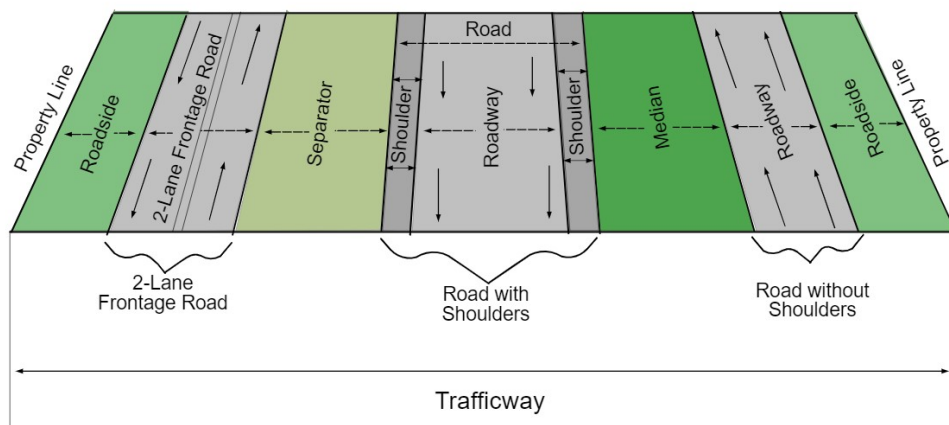 Road
Property Line
Roadside
2-Lane Frontage Road
Separator
Shoulder
Roadway
Shoulder
Median
Roadway
Roadside
Property Line
2-Lane
Frontage Road
Road with
Shoulders
Road without
Shoulders
Trafficway